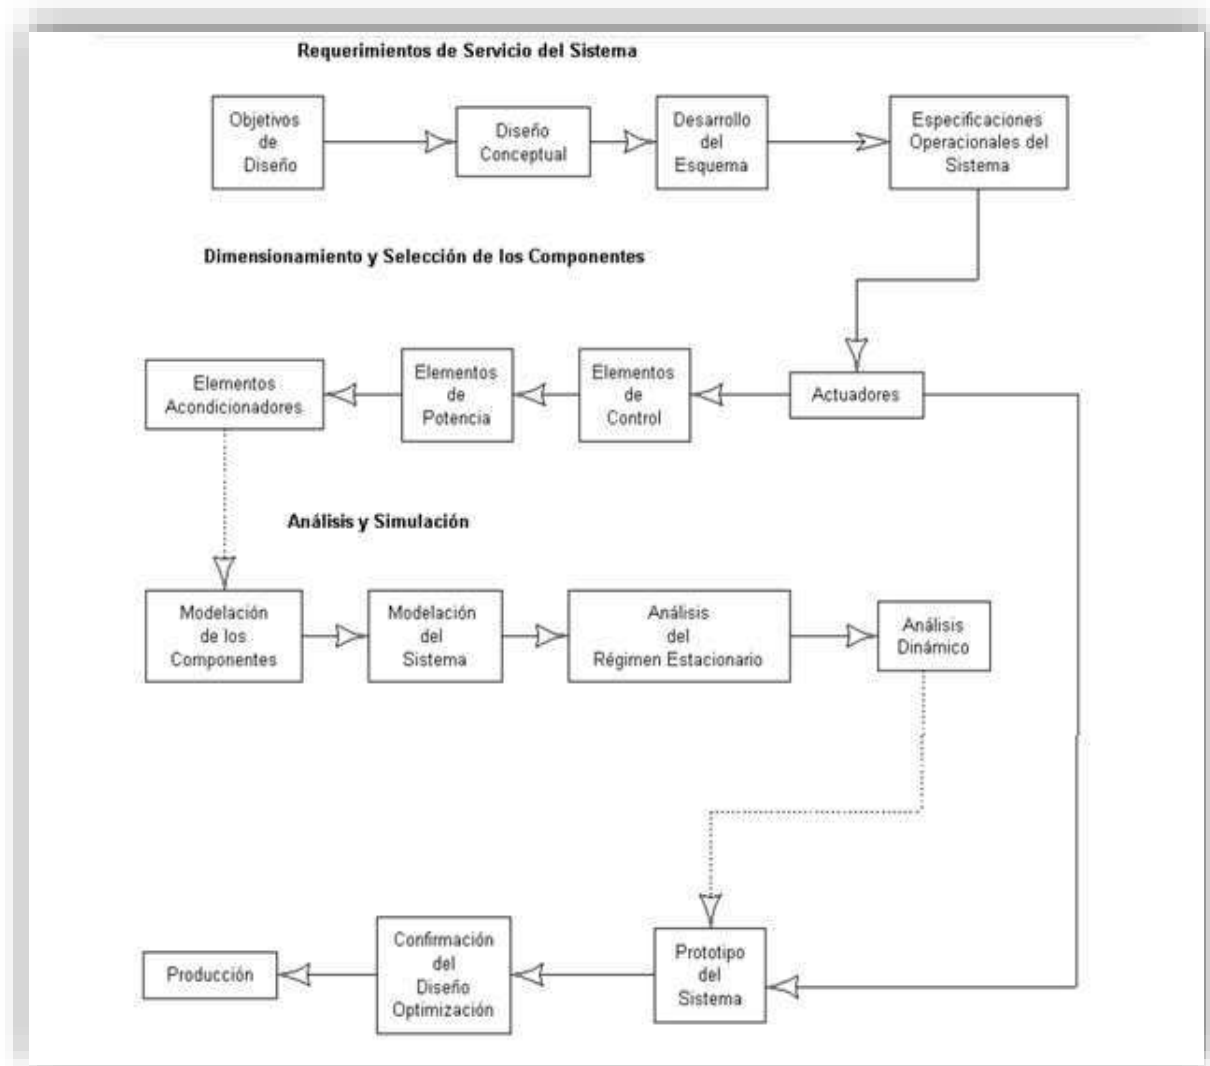 Requerimientos de Servicio del Sistema
Objetivos
de
Diseño
Diseño
Conceptual
Desarrollo
del
Esquema
Especificaciones
Operacionales del
Sistema
Dimensionamiento y Selección de los Componentes
Elementos
Acondicionadores
Elementos
de
Potencia
Elementos
de
Control
Actuadores
Análisis y Simulación
Modelación
de los
Componentes
Modelación
del
Sistema
Análisis
del
Régimen Estacionario
Análisis
Dinámico
Producción
Confirmación
del
Diseño
Optimización
Prototipo
del
Sistema